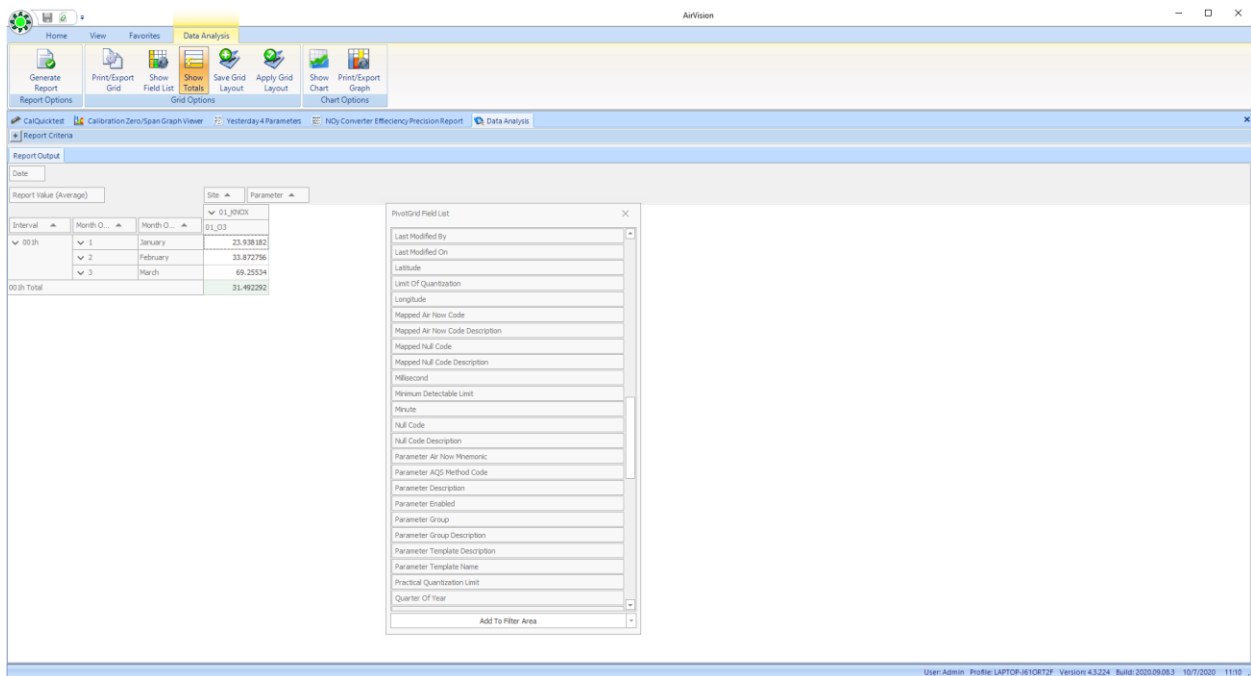 AirVision
Home View Favorites Data Analysis
Generate Report Print/Export Grid Show Field List Show Totals Save Grid Layout Apply Grid Layout Show Chart Print/Export Graph
Report Options Grid Options Chart Options
CalQuicktest Calibration Zero/Span Graph Viewer Yesterday 4 Parameters NOy Converter Effeciency Precision Report Data Analysis
Report Criteria
Report Output
Date
Report Value (Average) Site Parameter
01_KNOX
Interval Month O... Month O... 01_O3
001h 1 January 23.938182
2 February 33.872756
3 March 69.25534
001h Total 31.492292
PivotGrid Field List
Last Modified By
Last Modified On
Latitude
Limit Of Quantization
Longitude
Mapped Air Now Code
Mapped Air Now Code Description
Mapped Null Code
Mapped Null Code Description
Millisecond
Minimum Detectable Limit
Minute
Null Code
Null Code Description
Parameter Air Now Mnemonic
Parameter AQS Method Code
Parameter Description
Parameter Enabled
Parameter Group
Parameter Group Description
Parameter Template Description
Parameter Template Name
Practical Quantization Limit
Quarter Of Year
Add To Filter Area
User: Admin Profile: LAPTOP-J61ORT2F Version: 4.3.224 Build: 2020.09.08.3 10/7/2020 11:10